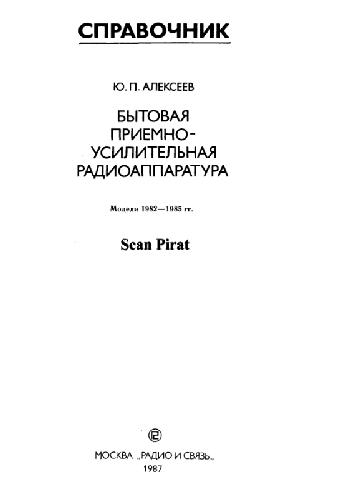 СПРАВОЧНИК
Ю. П. АЛЕКСЕЕВ
БЫТОВАЯ
ПРИЕМНО-
УСИЛИТЕЛЬНАЯ
РАДИОАППАРАТУРА
Модели 1982—1985 гг.
Scan Pirat
МОСКВА „РАДИО И СВЯЗЬ„
1987